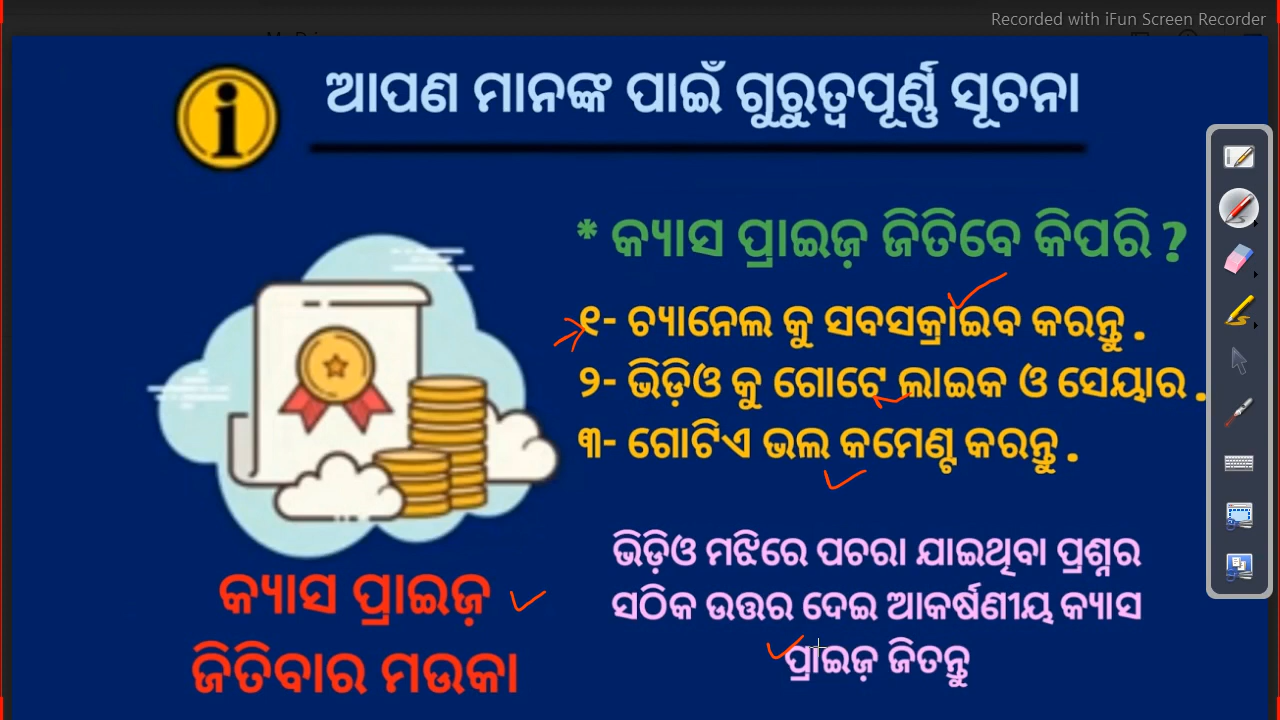 Recorded with iFun Screen Recorder
ଆପଣ ମାନଙ୍କ ପାଇଁ ଗୁରୁତ୍ୱପୂର୍ଣ୍ଣ ସୂଚନା
* କ୍ୟାସ ପ୍ରାଇଜ଼ ଜିତିବେ କିପରି ?
୧- ଚ୍ୟାନେଲ କୁ ସବସକ୍ରାଇବ କରନ୍ତୁ .
୨- ଭିଡ଼ିଓ କୁ ଗୋଟେ ଲାଇକ ଓ ସେୟାର .
୩- ଗୋଟିଏ ଭଲ କମେଣ୍ଟ କରନ୍ତୁ .
ଭିଡ଼ିଓ ମଝିରେ ପଚରା ଯାଇଥିବା ପ୍ରଶ୍ନର
ସଠିକ ଉତ୍ତର ଦେଇ ଆକର୍ଷଣୀୟ କ୍ୟାସ
ପ୍ରାଇଜ଼ ଜିତନ୍ତୁ
କ୍ୟାସ ପ୍ରାଇଜ଼
ଜିତିବାର ମଉକା